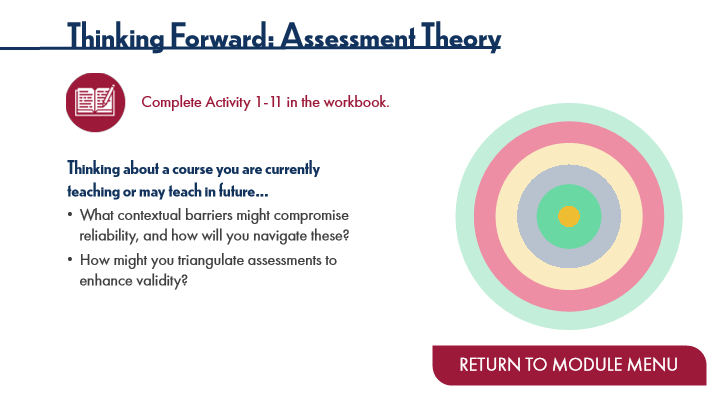 Thinking Forward: Assessment Theory
Complete Activity 1-11 in the workbook.
Thinking about a course you are currently
teaching or may teach in future...
• What contextual barriers might compromise
reliability, and how will you navigate these?
• How might you triangulate assessments to
enhance validity?
RETURN TO MODULE MENU